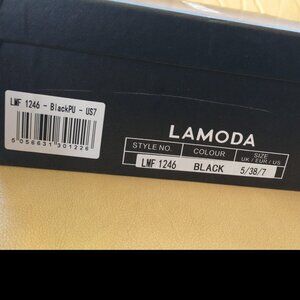 LMF 1246 - BlackPU - US7
5 056631 301226
LAMODA
STYLE NO. COLOUR SIZE
UK / EUR / US
LMF 1246 BLACK 5/38/7